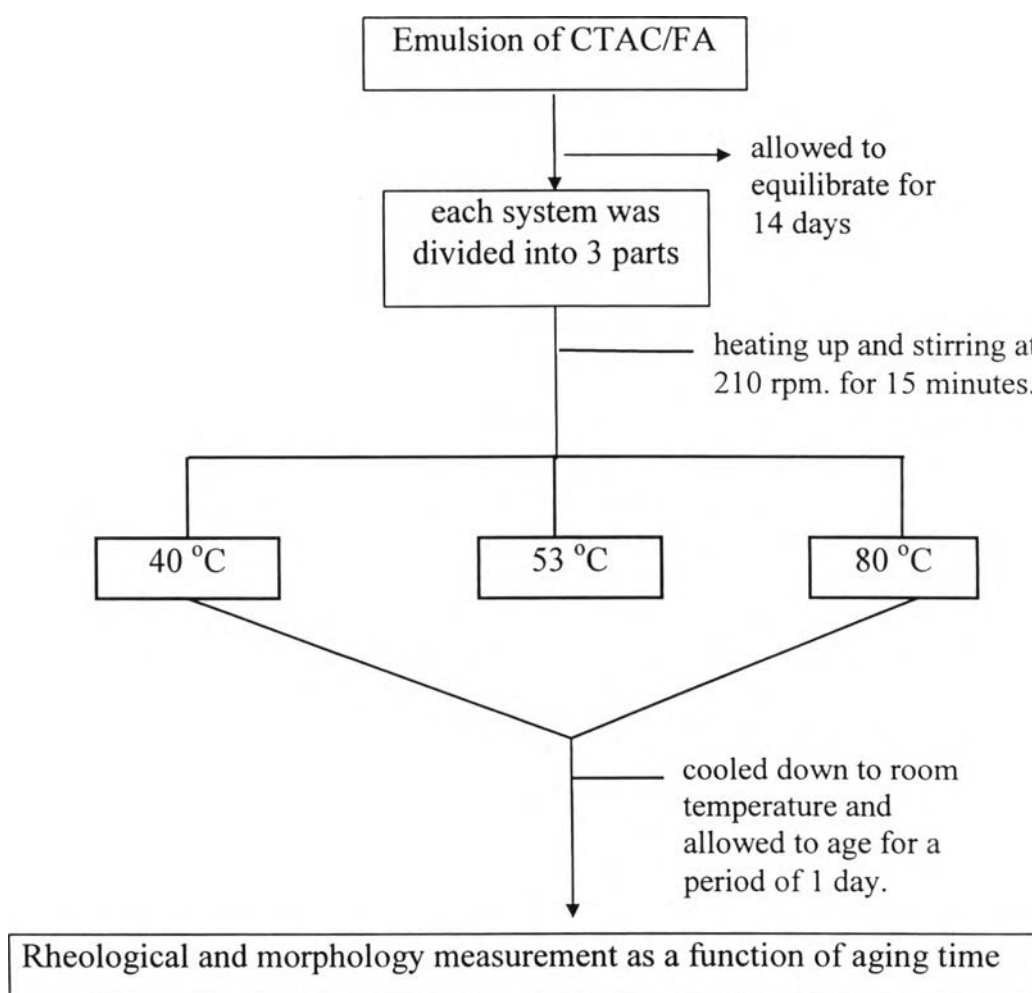 Emulsion of CTAC/FA
allowed to
equilibrate for
14 days
each system was
divided into 3 parts
heating up and stirring at
210 rpm. for 15 minutes.
40 °C
53 °C
80 °C
cooled down to room
temperature and
allowed to age for a
period of 1 day.
Rheological and morphology measurement as a function of aging time